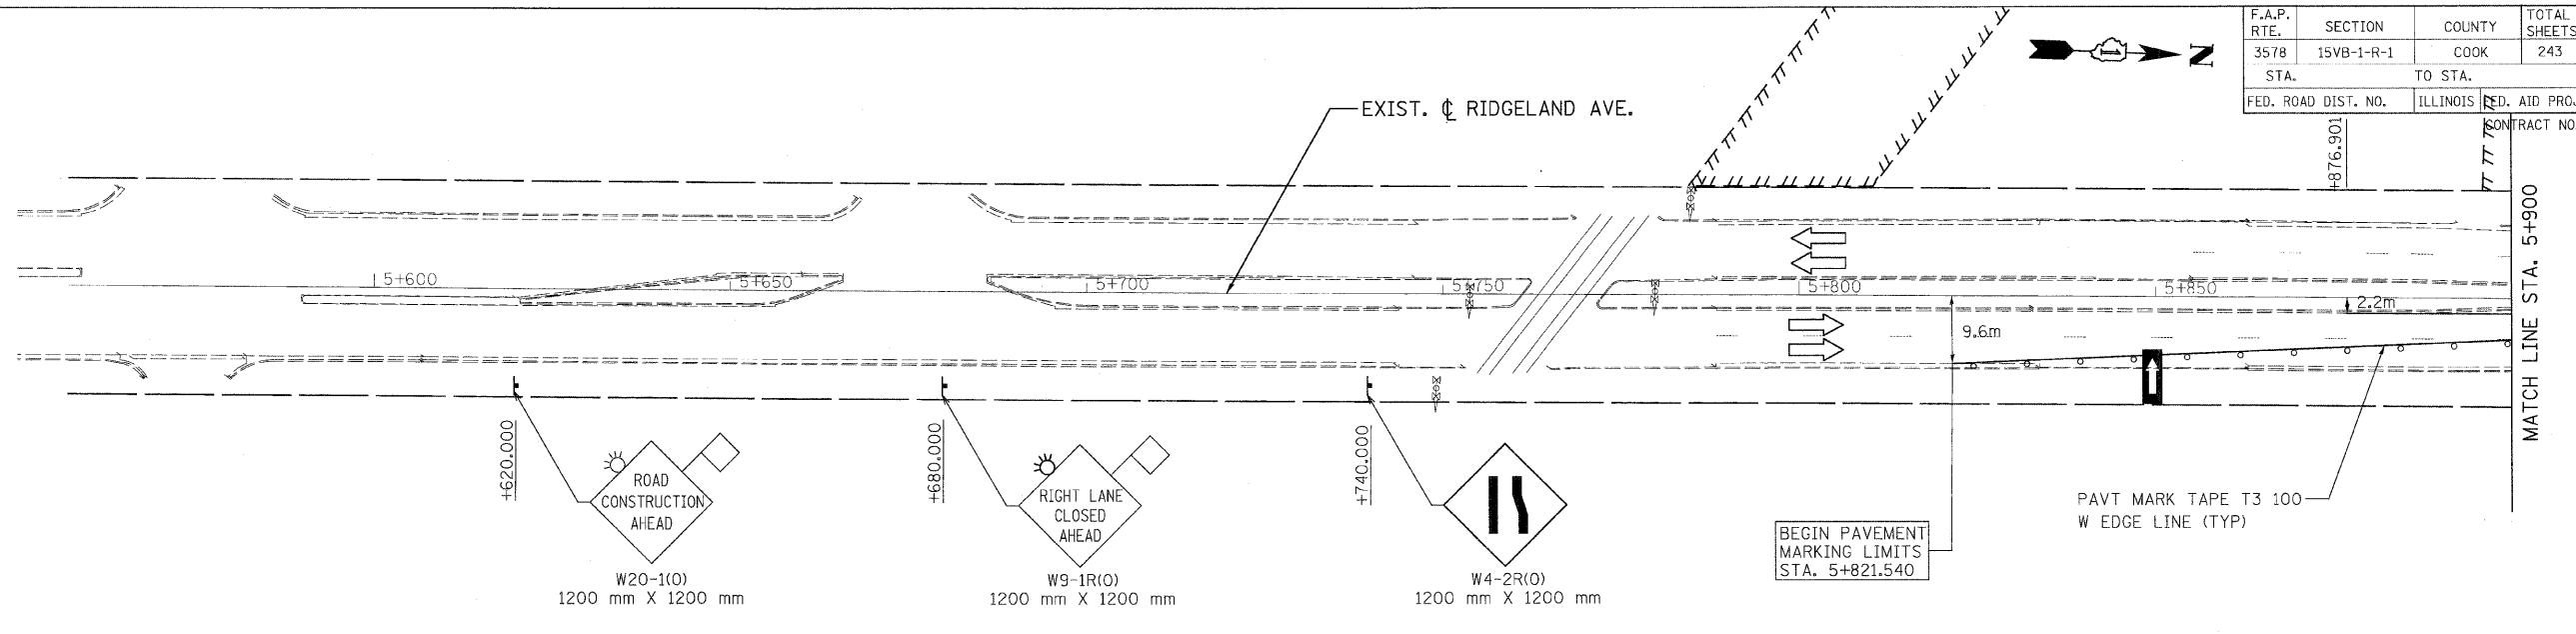 F.A.P. RTE. SECTION COUNTY TOTAL SHEETS
3578 15VB-1-R-1 COOK 243
STA. TO STA.
FED. ROAD DIST. NO. ILLINOIS FED. AID PROJ
CONTRACT NO.
N
EXIST. ℄ RIDGELAND AVE.
+876.901
MATCH LINE STA. 5+900
5+600
5+650
5+700
5+750
5+800
5+850
2.2m
9.6m
+620.000
+680.000
+740.000
ROAD
CONSTRUCTION
AHEAD
W20-1(O)
1200 mm X 1200 mm
RIGHT LANE
CLOSED
AHEAD
W9-1R(O)
1200 mm X 1200 mm
W4-2R(O)
1200 mm X 1200 mm
BEGIN PAVEMENT
MARKING LIMITS
STA. 5+821.540
PAVT MARK TAPE T3 100
W EDGE LINE (TYP)